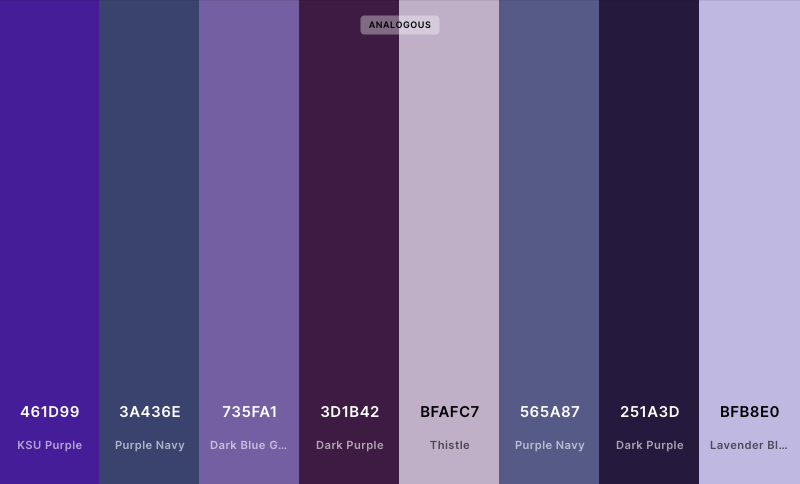 ANALOGOUS
461D99
KSU Purple
3A436E
Purple Navy
735FA1
Dark Blue G...
3D1B42
Dark Purple
BFAFC7
Thistle
565A87
Purple Navy
251A3D
Dark Purple
BFB8E0
Lavender Bl...